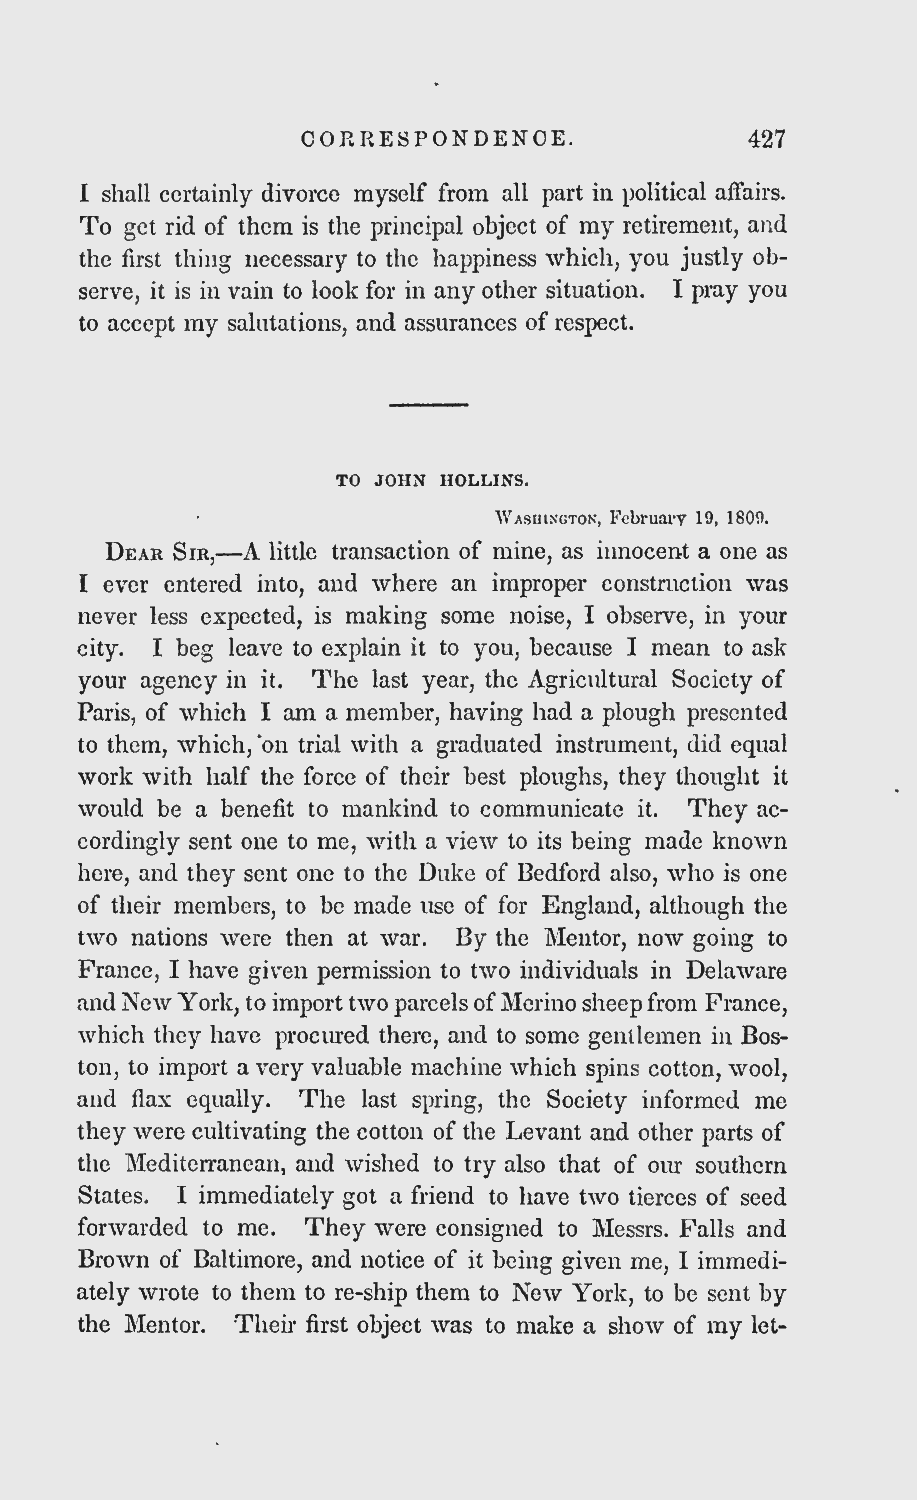 CORRESPONDENCE. 427
I shall certainly divorce myself from all part in political affairs.
To get rid of them is the principal object of my retirement, and
the first thing necessary to the happiness which, you justly ob-
serve, it is in vain to look for in any other situation. I pray you
to accept my salutations, and assurances of respect.
TO JOHN HOLLINS.
WASHINGTON, February 19, 1809.
DEAR SIR,—A little transaction of mine, as innocent a one as
I ever entered into, and where an improper construction was
never less expected, is making some noise, I observe, in your
city. I beg leave to explain it to you, because I mean to ask
your agency in it. The last year, the Agricultural Society of
Paris, of which I am a member, having had a plough presented
to them, which, on trial with a graduated instrument, did equal
work with half the force of their best ploughs, they thought it
would be a benefit to mankind to communicate it. They ac-
cordingly sent one to me, with a view to its being made known
here, and they sent one to the Duke of Bedford also, who is one
of their members, to be made use of for England, although the
two nations were then at war. By the Mentor, now going to
France, I have given permission to two individuals in Delaware
and New York, to import two parcels of Merino sheep from France,
which they have procured there, and to some gentlemen in Bos-
ton, to import a very valuable machine which spins cotton, wool,
and flax equally. The last spring, the Society informed me
they were cultivating the cotton of the Levant and other parts of
the Mediterranean, and wished to try also that of our southern
States. I immediately got a friend to have two tierces of seed
forwarded to me. They were consigned to Messrs. Falls and
Brown of Baltimore, and notice of it being given me, I immedi-
ately wrote to them to re-ship them to New York, to be sent by
the Mentor. Their first object was to make a show of my let-